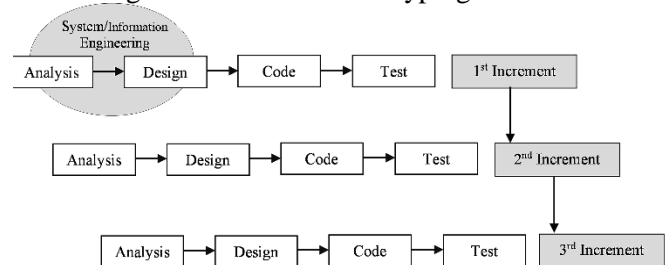 System/Information
Engineering
Analysis Design Code Test 1st Increment
Analysis Design Code Test 2nd Increment
Analysis Design Code Test 3rd Increment